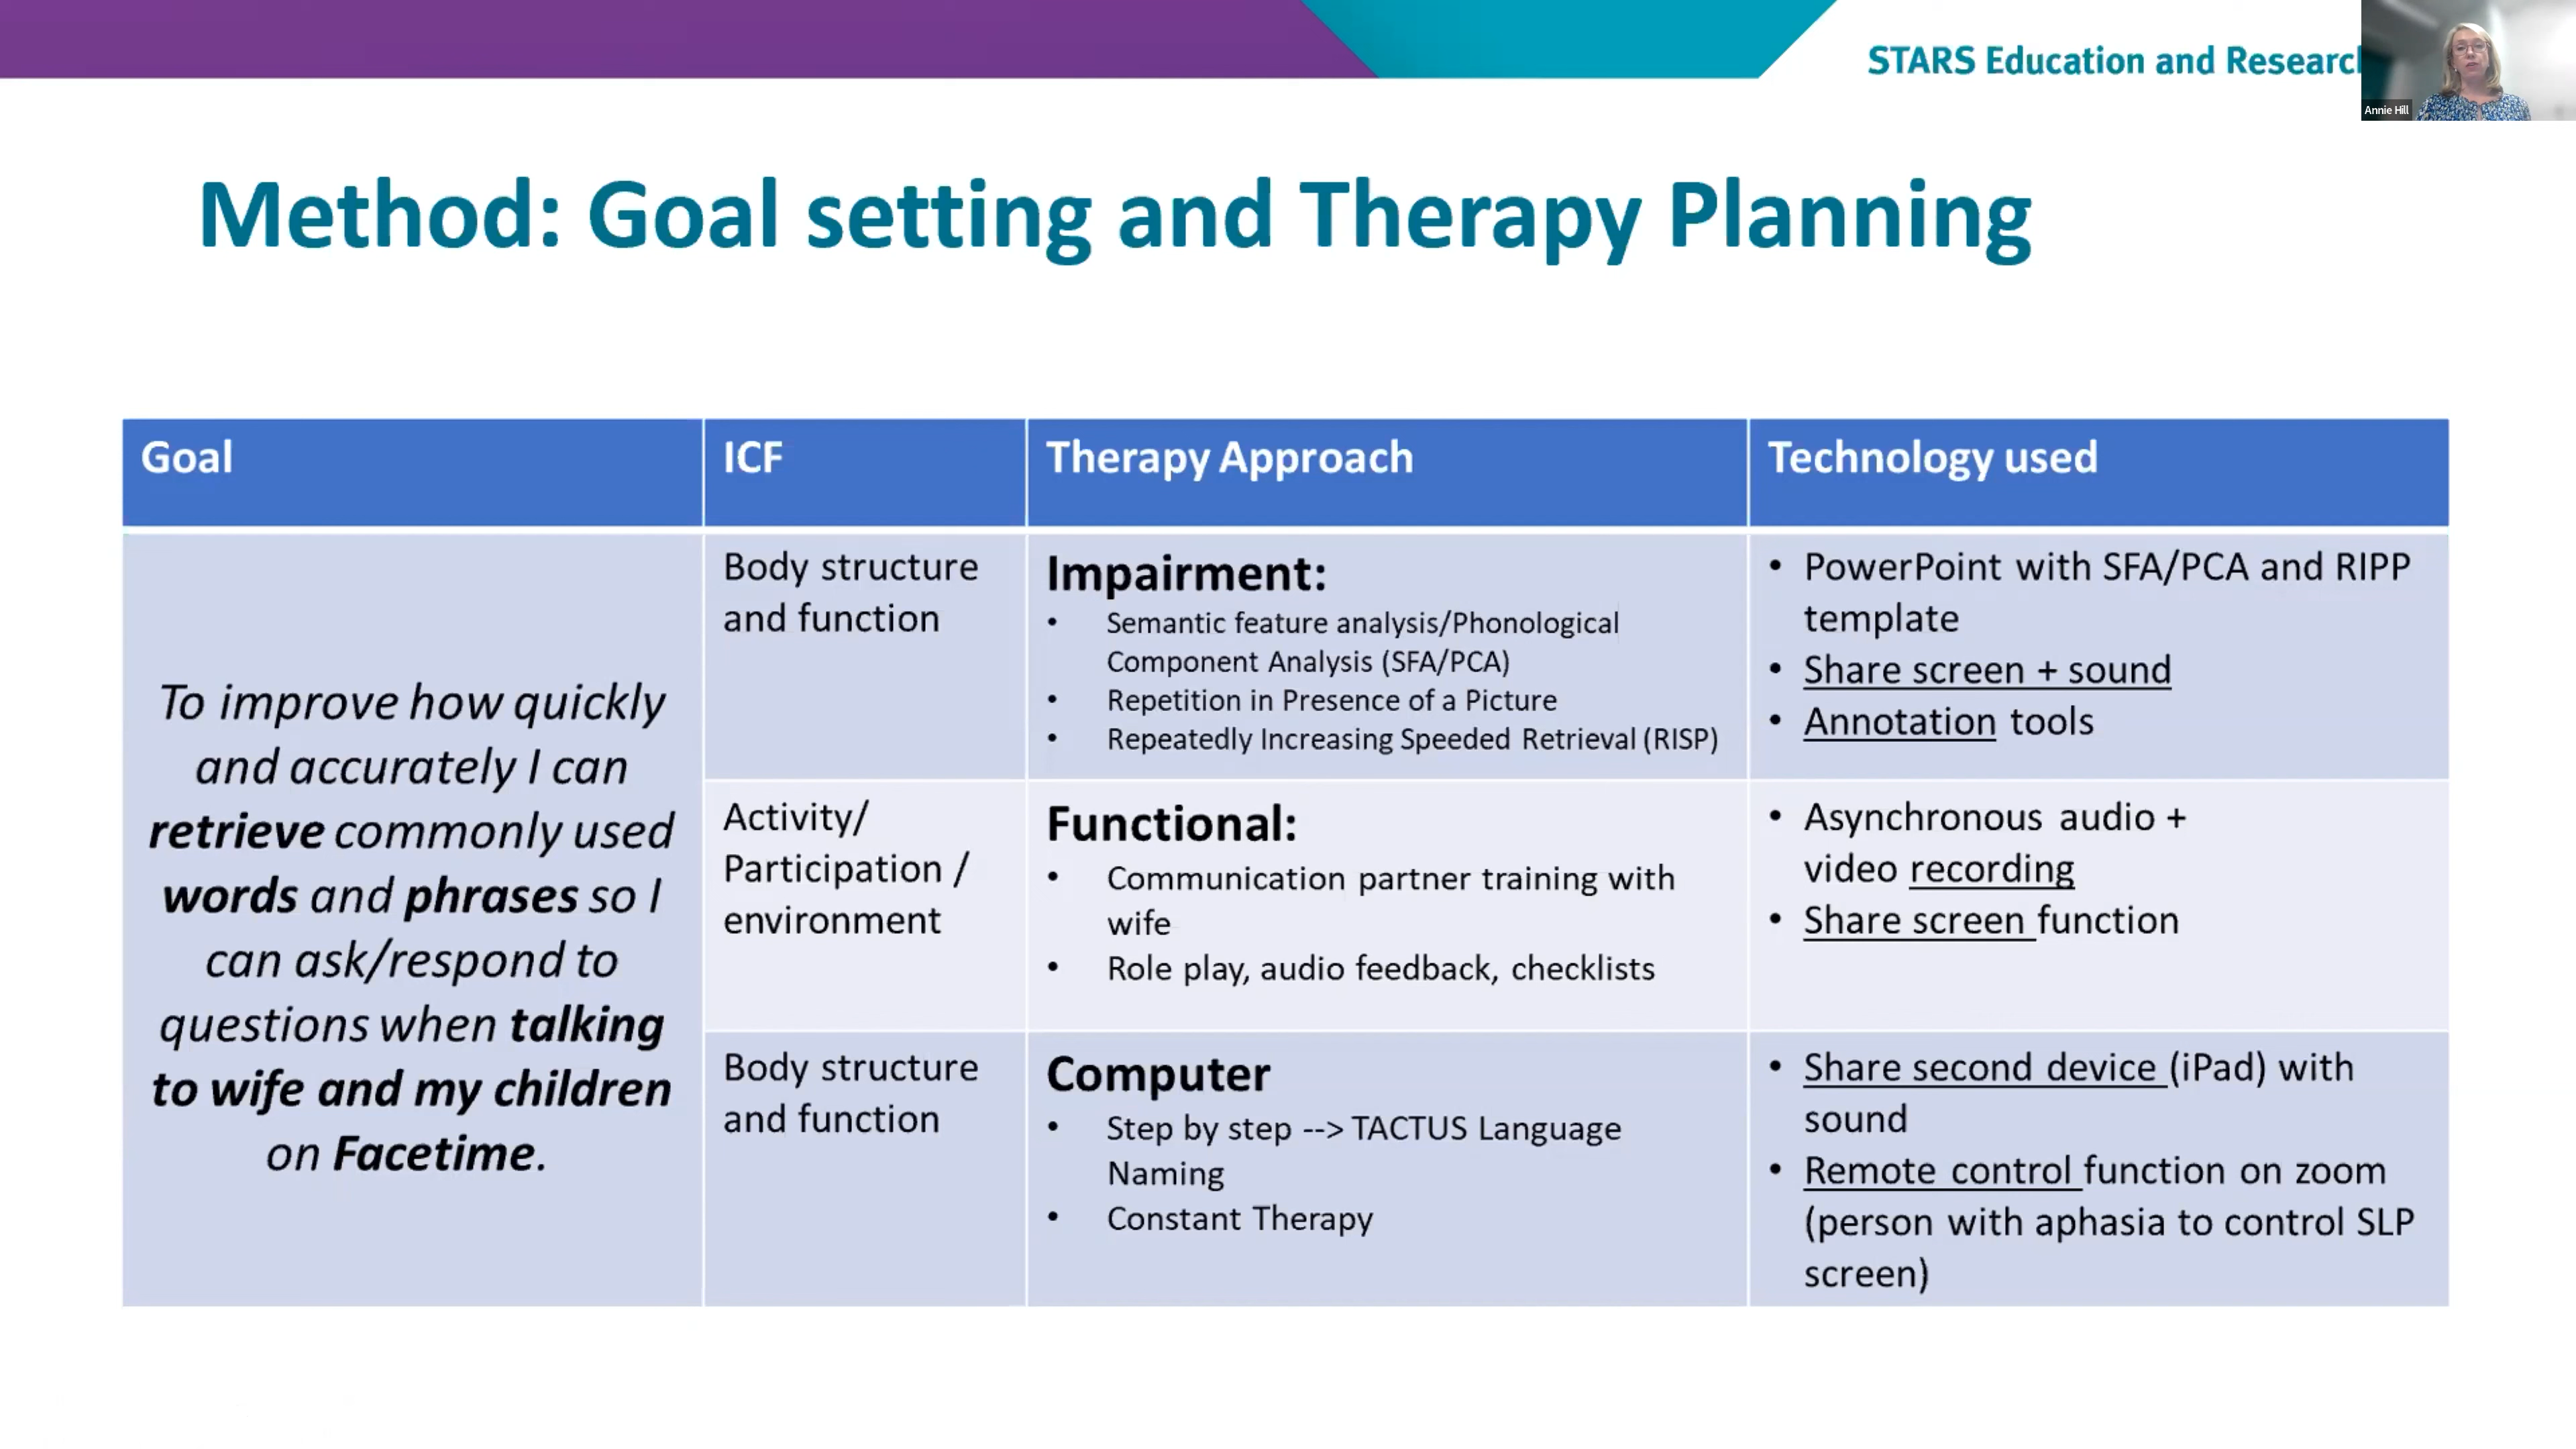 STARS Education and Research
Annie Hill
Method: Goal setting and Therapy Planning
Goal
ICF
Therapy Approach
Technology used
To improve how quickly
and accurately I can
retrieve commonly used
words and phrases so I
can ask/respond to
questions when talking
to wife and my children
on Facetime.
Body structure
and function
Impairment:
• Semantic feature analysis/Phonological
Component Analysis (SFA/PCA)
• Repetition in Presence of a Picture
• Repeatedly Increasing Speeded Retrieval (RISP)
• PowerPoint with SFA/PCA and RIPP
template
• Share screen + sound
• Annotation tools
Activity/
Participation /
environment
Functional:
• Communication partner training with
wife
• Role play, audio feedback, checklists
• Asynchronous audio +
video recording
• Share screen function
Body structure
and function
Computer
• Step by step --> TACTUS Language
Naming
• Constant Therapy
• Share second device (iPad) with
sound
• Remote control function on zoom
(person with aphasia to control SLP
screen)